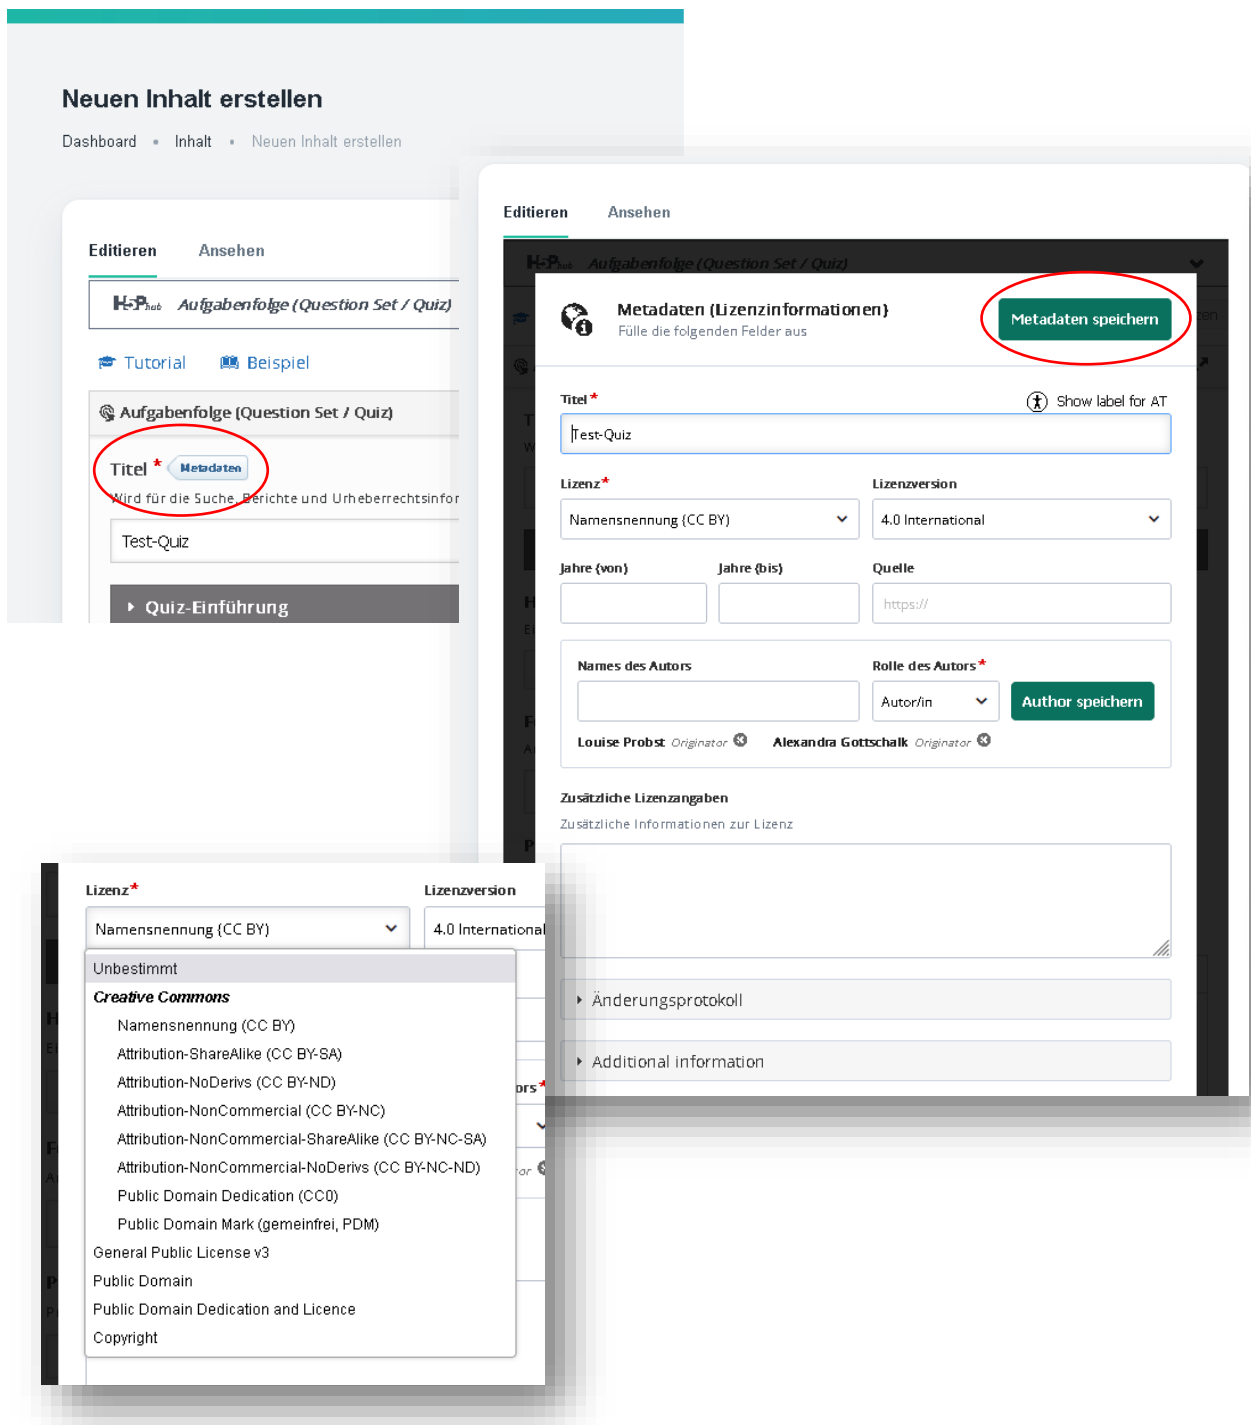 Neuen Inhalt erstellen
Dashboard • Inhalt • Neuen Inhalt erstellen
Editieren Ansehen
H5Phub Aufgabenfolge (Question Set / Quiz)
Tutorial Beispiel
Aufgabenfolge (Question Set / Quiz)
Titel * Metadaten
Wird für die Suche, Berichte und Urheberrechtsinfor
Test-Quiz
Quiz-Einführung
Editieren Ansehen
H5Phub Aufgabenfolge (Question Set / Quiz)
Metadaten (Lizenzinformationen)
Fülle die folgenden Felder aus
Metadaten speichern
Titel *
Show label for AT
Test-Quiz
Lizenz* Lizenzversion
Namensnennung (CC BY) 4.0 International
Jahre (von) Jahre (bis) Quelle
https://
Names des Autors Rolle des Autors*
Autor/in Author speichern
Louise Probst Originator Alexandra Gottschalk Originator
Zusätzliche Lizenzangaben
Zusätzliche Informationen zur Lizenz
Änderungsprotokoll
Additional information
Lizenz* Lizenzversion
Namensnennung (CC BY) 4.0 International
Unbestimmt
Creative Commons
Namensnennung (CC BY)
Attribution-ShareAlike (CC BY-SA)
Attribution-NoDerivs (CC BY-ND)
ors*
Attribution-NonCommercial (CC BY-NC)
Attribution-NonCommercial-ShareAlike (CC BY-NC-SA)
Attribution-NonCommercial-NoDerivs (CC BY-NC-ND)
or
Public Domain Dedication (CC0)
Public Domain Mark (gemeinfrei, PDM)
General Public License v3
Public Domain
Public Domain Dedication and Licence
Copyright